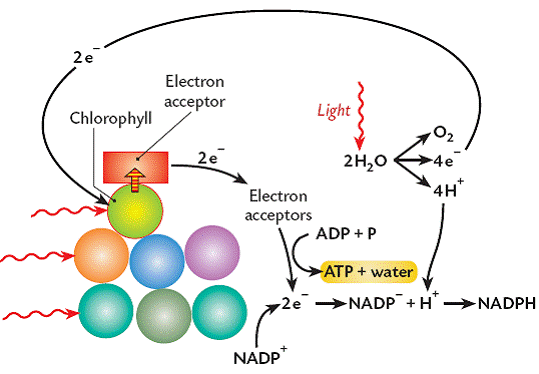 2e⁻
Electron
acceptor
Chlorophyll
2e⁻
Light
2H₂O
O₂
4e⁻
4H⁺
Electron
acceptors
ADP + P
ATP + water
2e⁻ NADP⁻ + H⁺ NADPH
NADP⁺